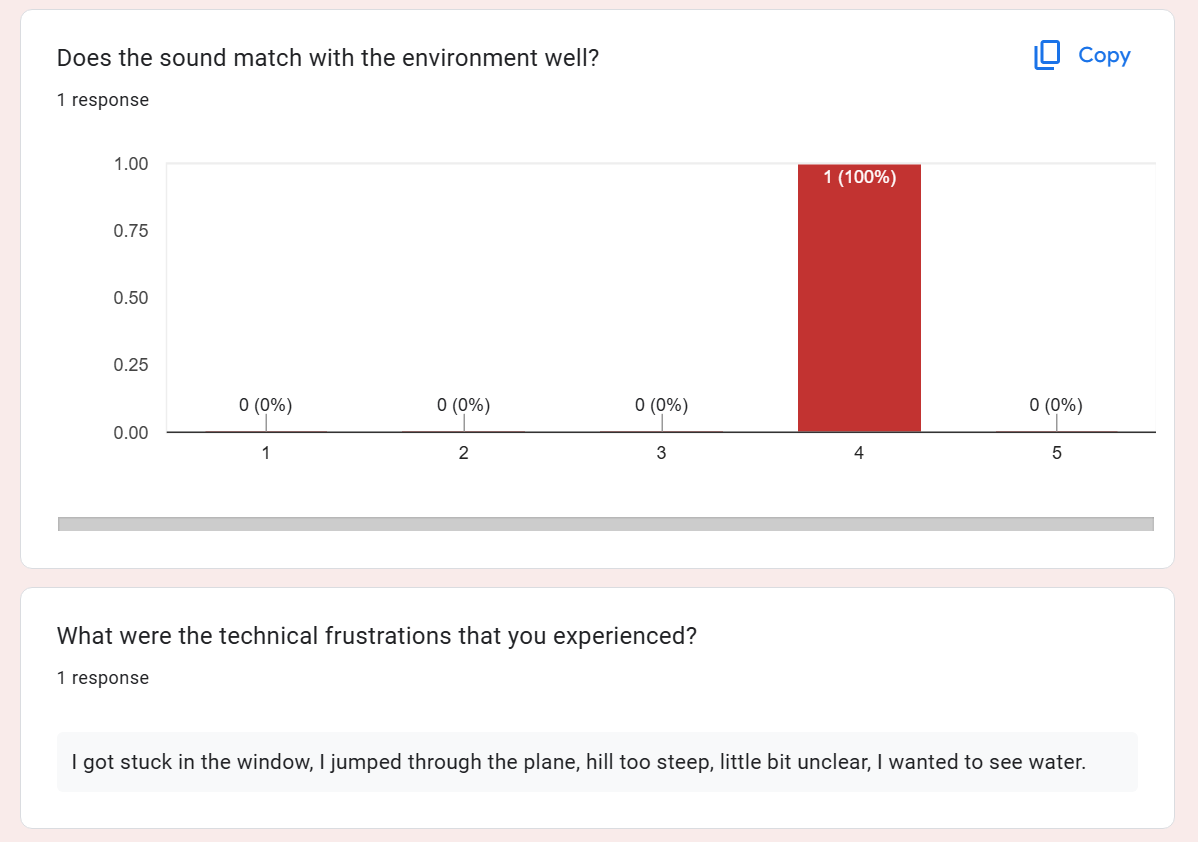 Does the sound match with the environment well?
Copy
1 response
1.00
0.75
0.50
0.25
0.00
0 (0%)
0 (0%)
0 (0%)
1 (100%)
0 (0%)
1
2
3
4
5
What were the technical frustrations that you experienced?
1 response
I got stuck in the window, I jumped through the plane, hill too steep, little bit unclear, I wanted to see water.